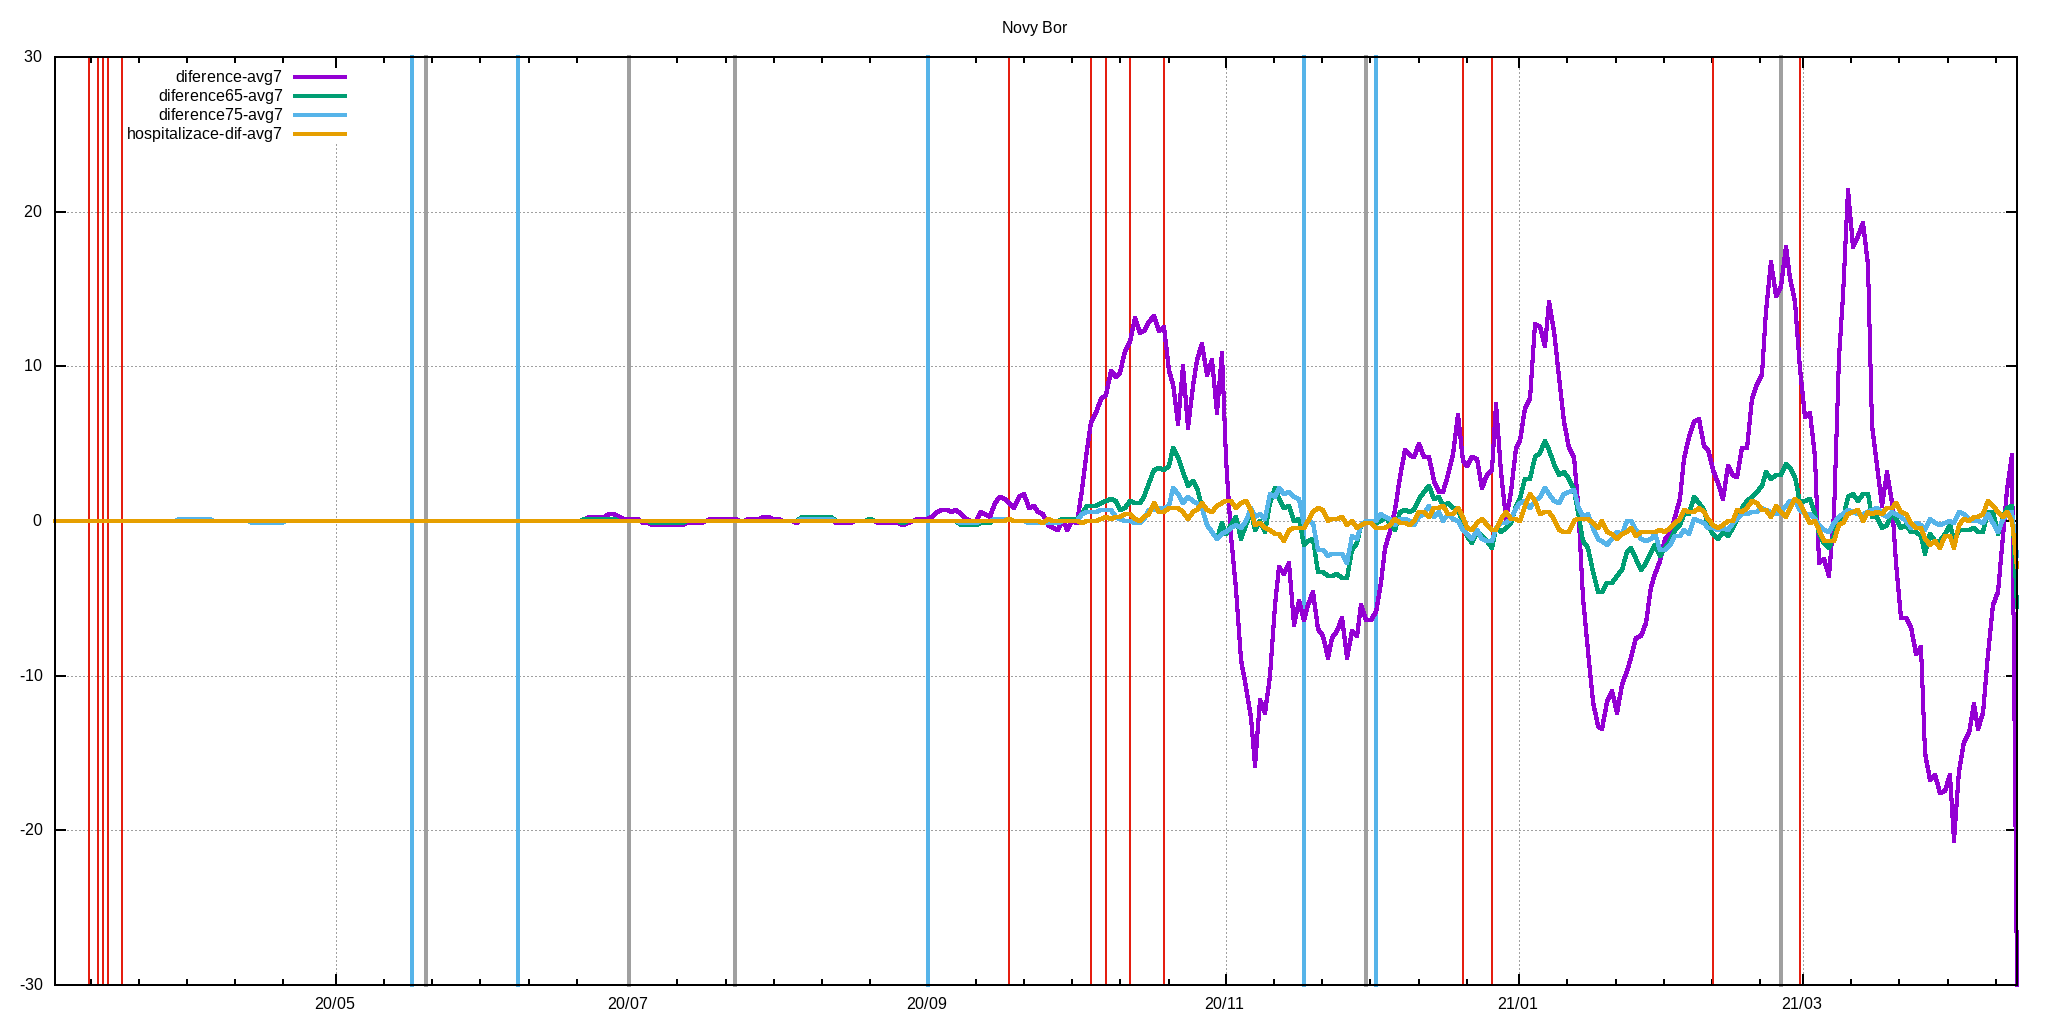 Novy Bor
30
diference-avg7
diference65-avg7
diference75-avg7
hospitalizace-dif-avg7
20
10
0
-10
-20
-30
20/05 20/07 20/09 20/11 21/01 21/03